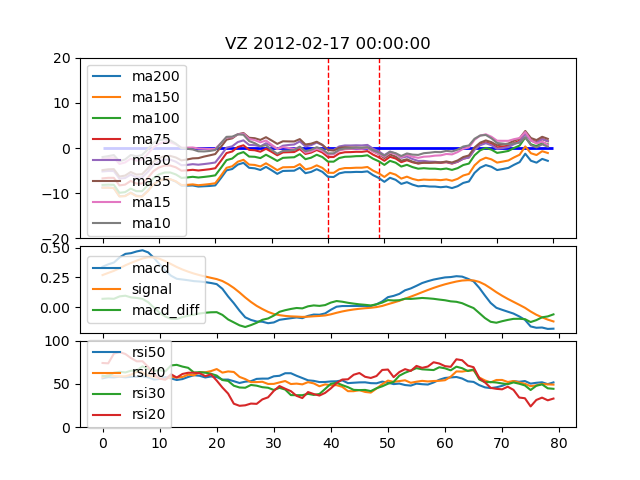 VZ 2012-02-17 00:00:00
20
10
0
−10
−20
ma200
ma150
ma100
ma75
ma50
ma35
ma15
ma10
0.50
0.25
0.00
macd
signal
macd_diff
100
50
0
rsi50
rsi40
rsi30
rsi20
0 10 20 30 40 50 60 70 80